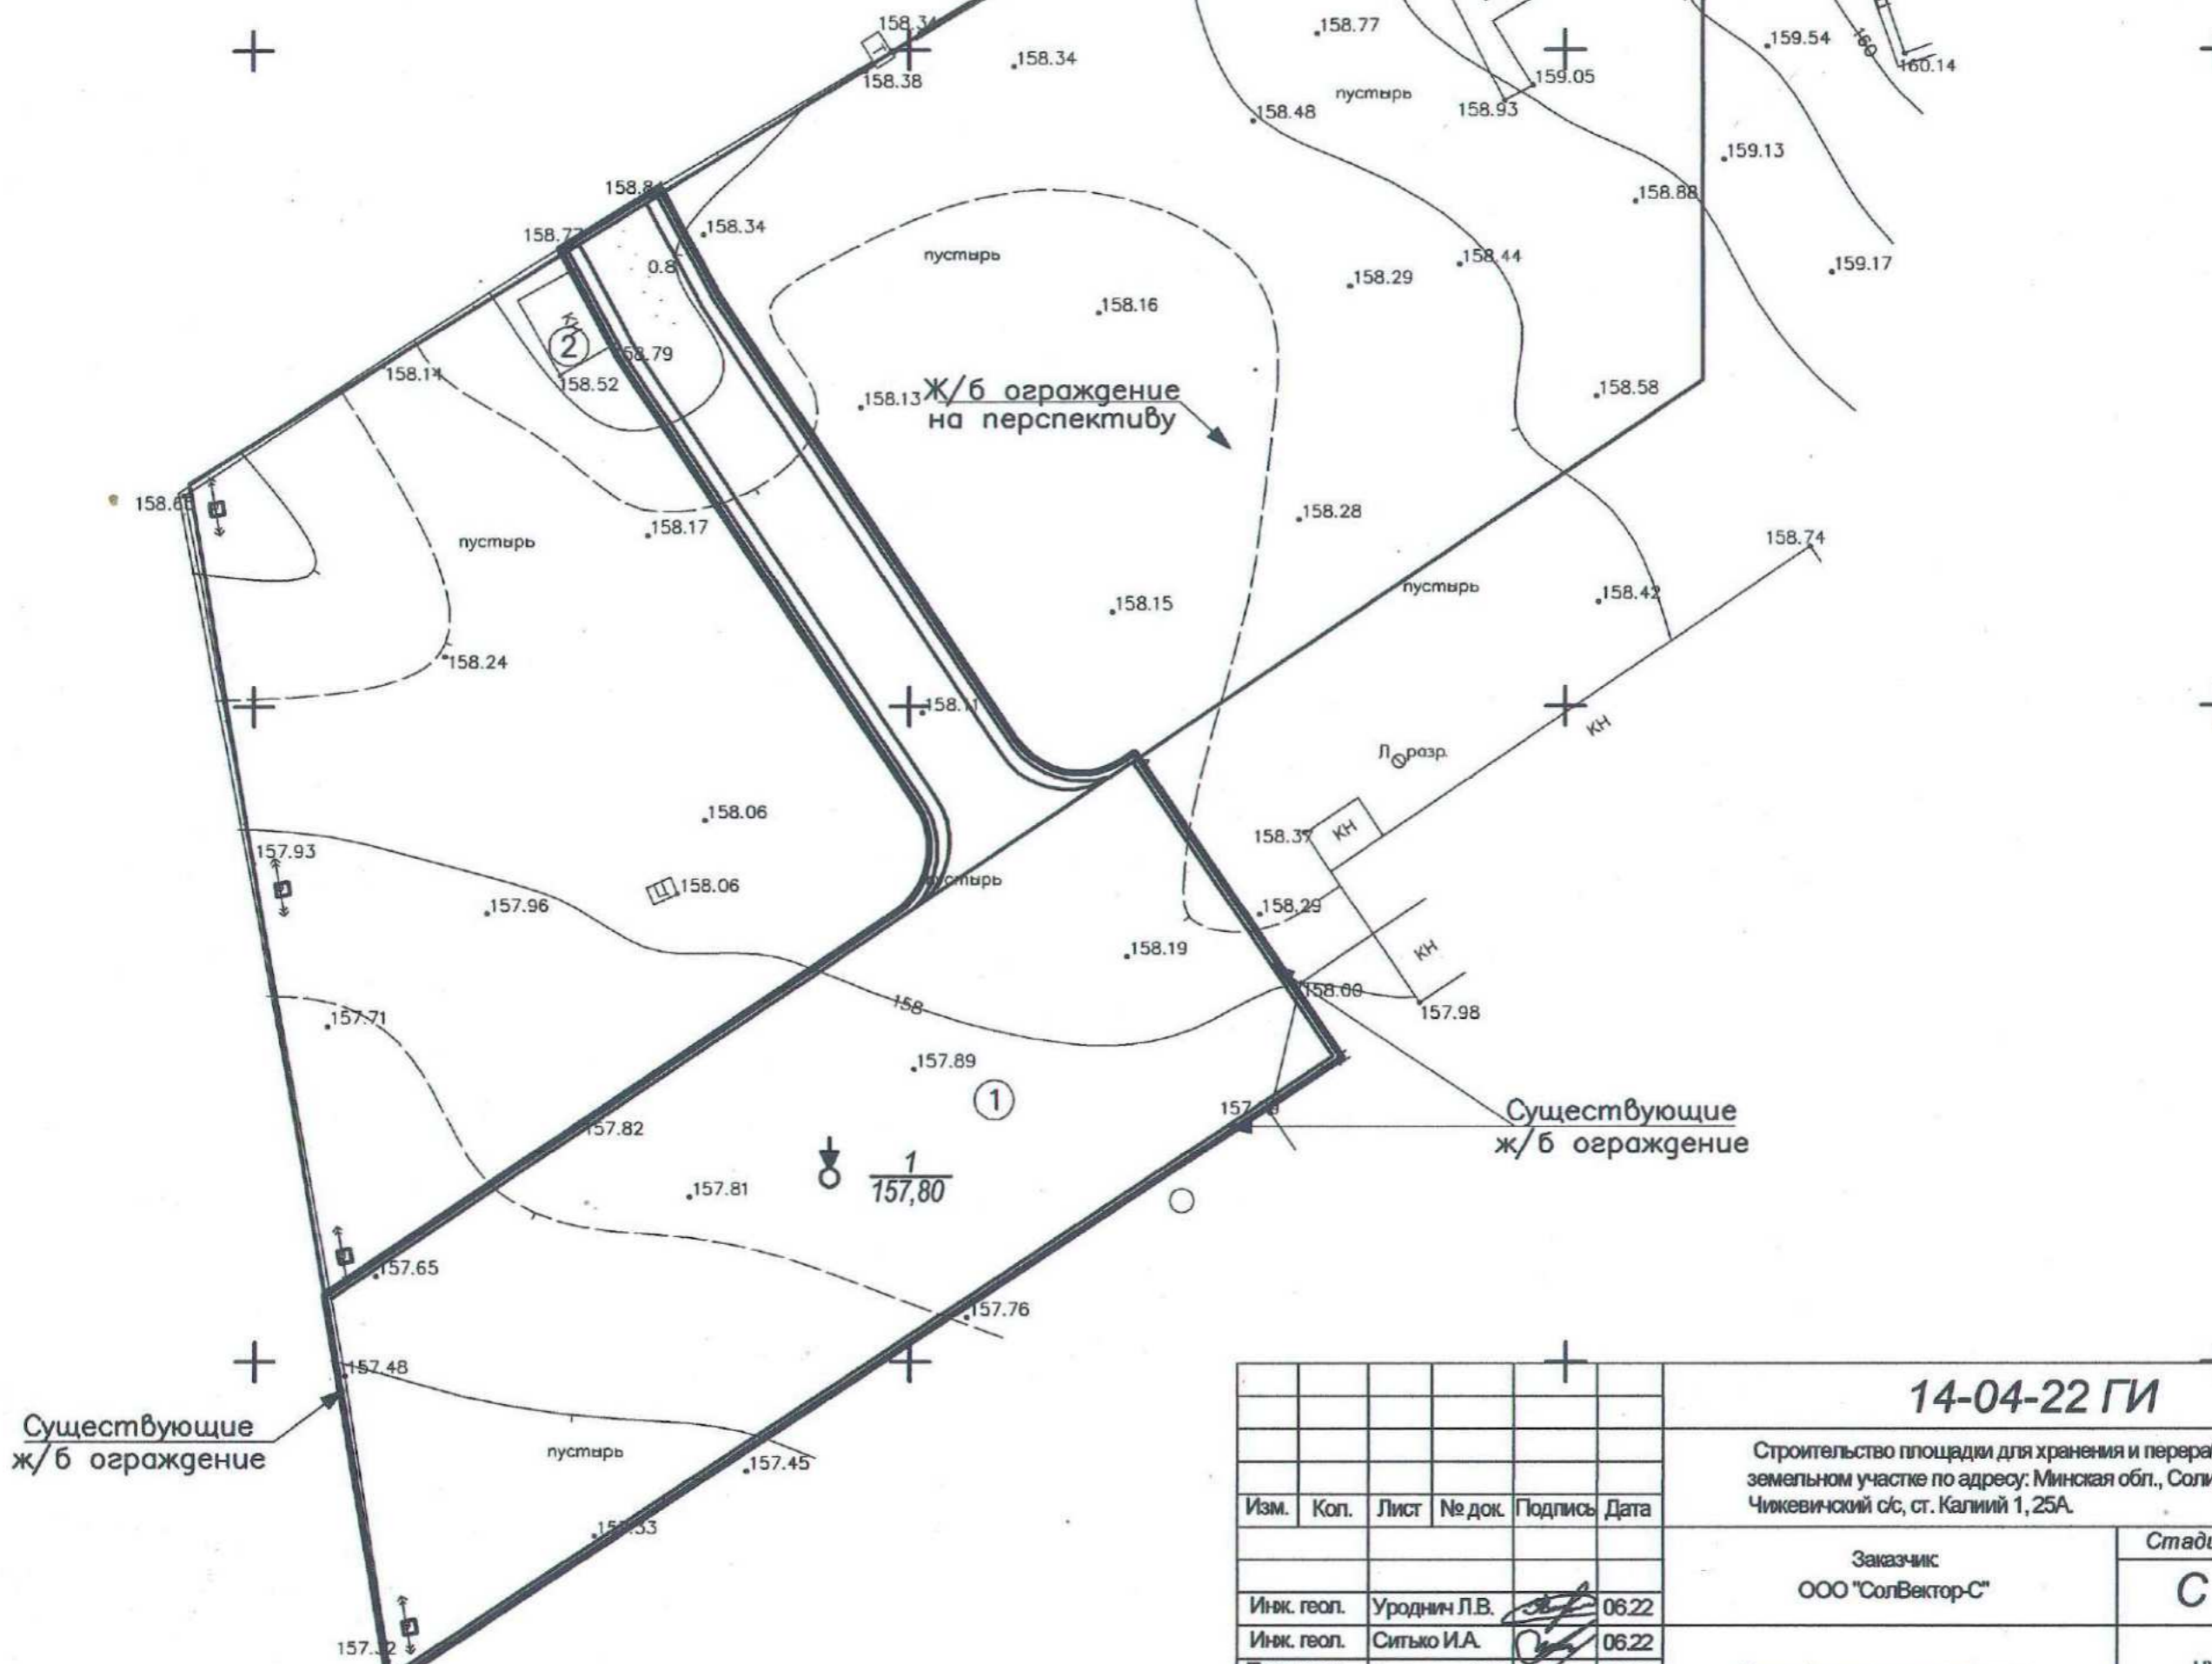 158.77
159.54
160
160.14
158.38
158.34
159.05
пустырь
158.93
158.48
159.13
158.88
158.34
пустырь
158.44
159.17
158.29
0.8
158.16
2
158.52
158.14
158.13
Ж/б ограждение
на перспективу
158.58
158.17
158.28
158.74
пустырь
пустырь
158.42
158.15
158.24
158.11
КН
Л разр.
158.06
158.37
КН
157.93
158.06
Ц
пустырь
157.96
158.29
158.19
КН
158
158.00
157.98
157.71
157.89
1
Существующие
ж/б ограждение
157.82
1
157,80
157.81
157.65
157.76
157.48
Существующие
ж/б ограждение
пустырь
157.45
14-04-22 ГИ
Строительство площадки для хранения и
земельном участке по адресу: Минская обл.,
Чижевичский с/с, ст. Калиий 1, 25А.
Изм. Кол. Лист № док. Подпись Дата
Заказчик:
ООО "СолВектор-С"
С
Инж. геол. Уроднич Л.В. 06.22
Инж. геол. Ситько И.А. 06.22